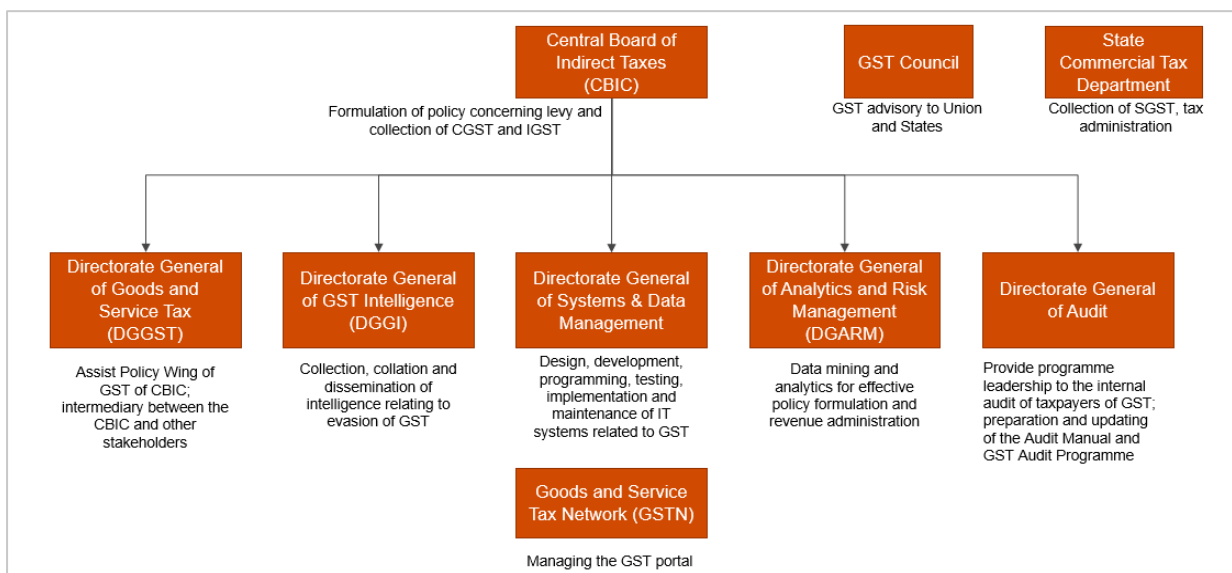 Central Board of
Indirect Taxes
(CBIC)
Formulation of policy concerning levy and
collection of CGST and IGST
GST Council
GST advisory to Union
and States
State
Commercial Tax
Department
Collection of SGST, tax
administration
Directorate General
of Goods and
Service Tax
(DGGST)
Assist Policy Wing of
GST of CBIC;
intermediary between the
CBIC and other
stakeholders
Directorate General
of GST Intelligence
(DGGI)
Collection, collation and
dissemination of
intelligence relating to
evasion of GST
Directorate General
of Systems & Data
Management
Design, development,
programming, testing,
implementation and
maintenance of IT
systems related to GST
Directorate General
of Analytics and Risk
Management
(DGARM)
Data mining and
analytics for effective
policy formulation and
revenue administration
Directorate General
of Audit
Provide programme
leadership to the internal
audit of taxpayers of GST;
preparation and updating
of the Audit Manual and
GST Audit Programme
Goods and Service
Tax Network (GSTN)
Managing the GST portal